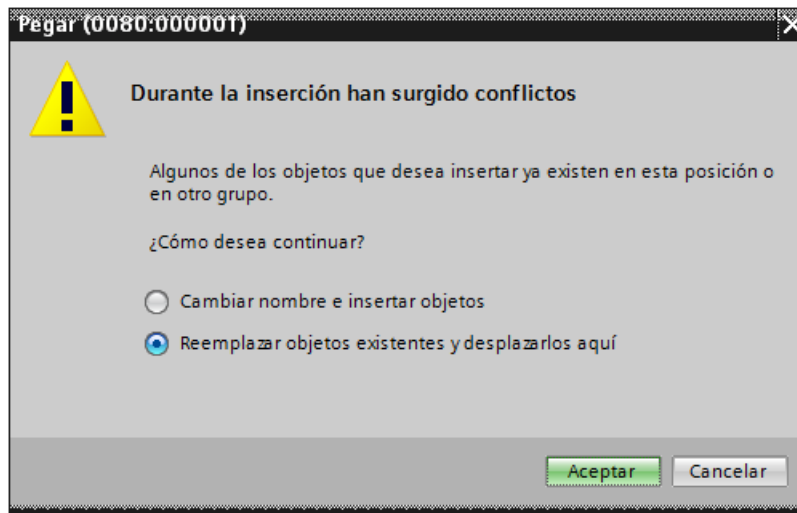 Pegar (0080:000001)
Durante la inserción han surgido conflictos
Algunos de los objetos que desea insertar ya existen en esta posición o
en otro grupo.
¿Cómo desea continuar?
Cambiar nombre e insertar objetos
Reemplazar objetos existentes y desplazarlos aquí
Aceptar
Cancelar